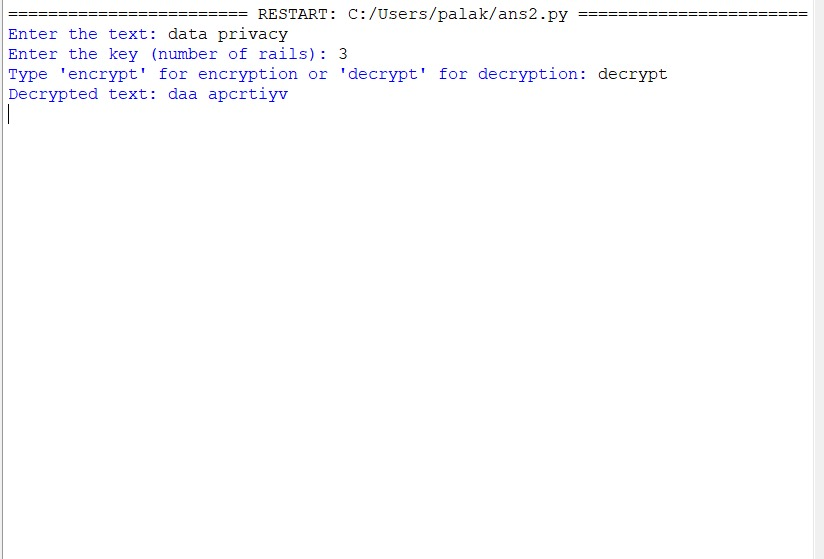 ======================== RESTART: C:/Users/palak/ans2.py =======================
Enter the text: data privacy
Enter the key (number of rails): 3
Type 'encrypt' for encryption or 'decrypt' for decryption: decrypt
Decrypted text: daa apcrtiyv